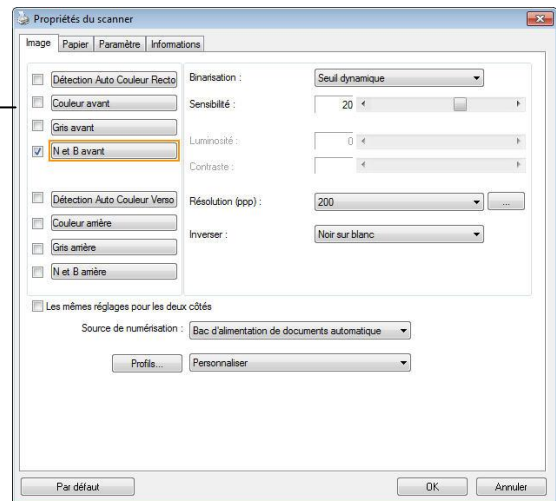 Propriétés du scanner
Image Papier Paramètre Informations
Détection Auto Couleur Recto
Couleur avant
Gris avant
N et B avant
Détection Auto Couleur Verso
Couleur arrière
Gris arrière
N et B arrière
Binarisation : Seuil dynamique
Sensibilité : 20
Luminosité : 0
Contraste :
Résolution (ppp) : 200 ...
Inverser : Noir sur blanc
Les mêmes réglages pour les deux côtés
Source de numérisation : Bac d'alimentation de documents automatique
Profils... Personnaliser
Par défaut OK Annuler